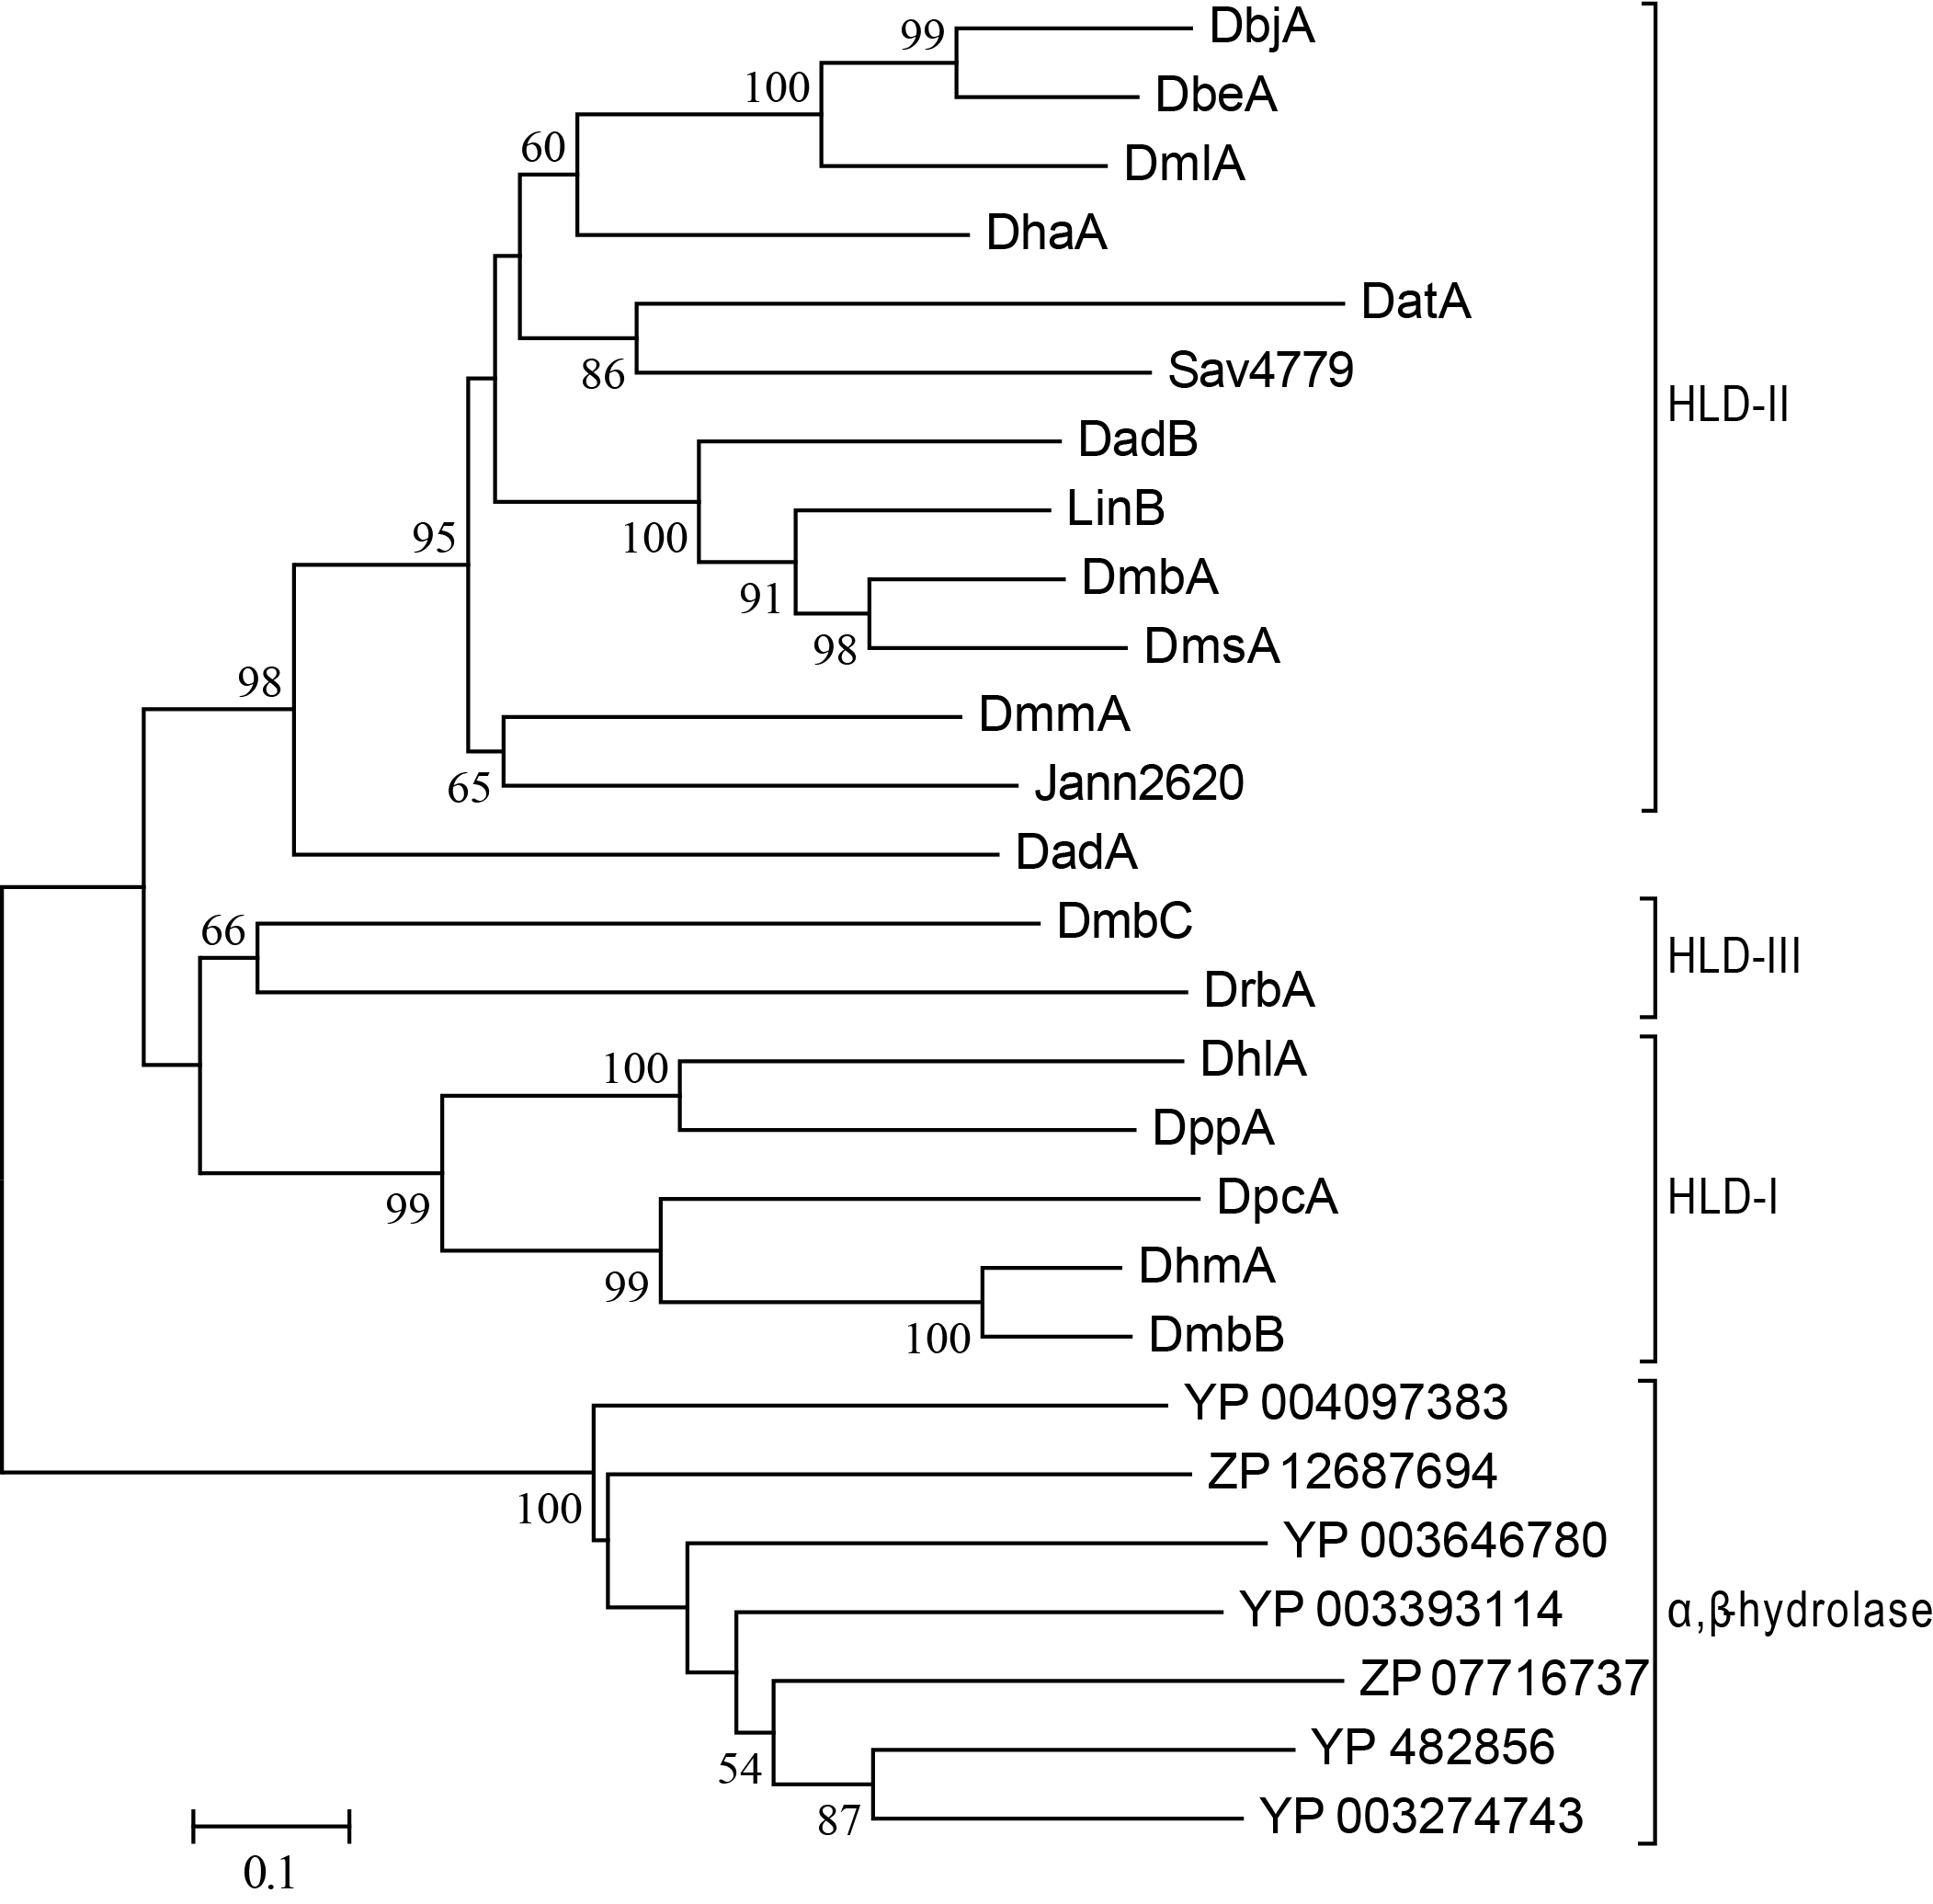 DbjA
99
DbeA
100
DmlA
60
DhaA
DatA
Sav4779
86
HLD-II
DadB
LinB
100
95
DmbA
91
DmsA
98
98
DmmA
Jann2620
65
DadA
DmbC
66
HLD-III
DrbA
DhlA
100
DppA
DpcA
HLD-I
99
DhmA
99
DmbB
100
YP 004097383
ZP 12687694
100
YP 003646780
YP 003393114
α,β-hydrolase
ZP 07716737
YP 482856
54
YP 003274743
87
0.1